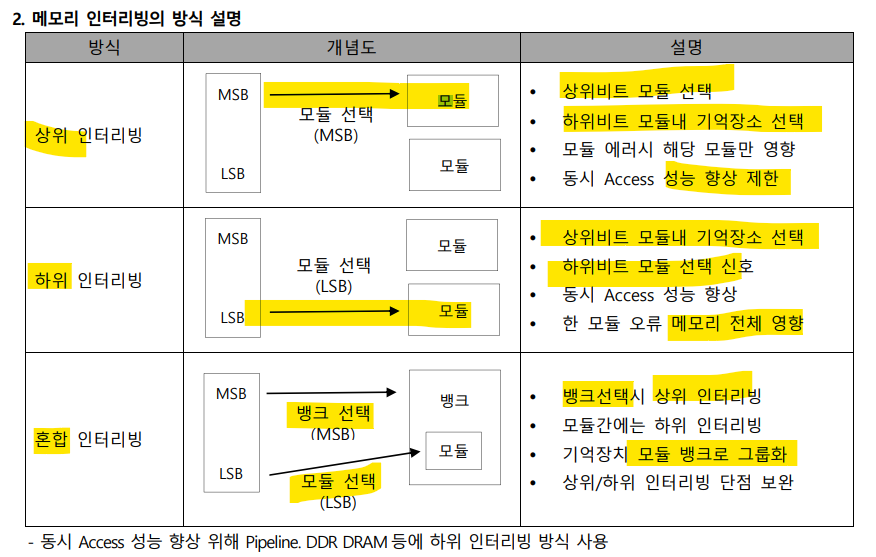 2. 메모리 인터리빙의 방식 설명
방식 개념도 설명
상위 인터리빙
MSB
LSB
모듈 선택
(MSB)
모듈
모듈
• 상위비트 모듈 선택
• 하위비트 모듈내 기억장소 선택
• 모듈 에러시 해당 모듈만 영향
• 동시 Access 성능 향상 제한
하위 인터리빙
MSB
LSB
모듈 선택
(LSB)
모듈
모듈
• 상위비트 모듈내 기억장소 선택
• 하위비트 모듈 선택 신호
• 동시 Access 성능 향상
• 한 모듈 오류 메모리 전체 영향
혼합 인터리빙
MSB
LSB
뱅크 선택
(MSB)
모듈 선택
(LSB)
뱅크
모듈
• 뱅크선택시 상위 인터리빙
• 모듈간에는 하위 인터리빙
• 기억장치 모듈 뱅크로 그룹화
• 상위/하위 인터리빙 단점 보완
- 동시 Access 성능 향상 위해 Pipeline. DDR DRAM 등에 하위 인터리빙 방식 사용